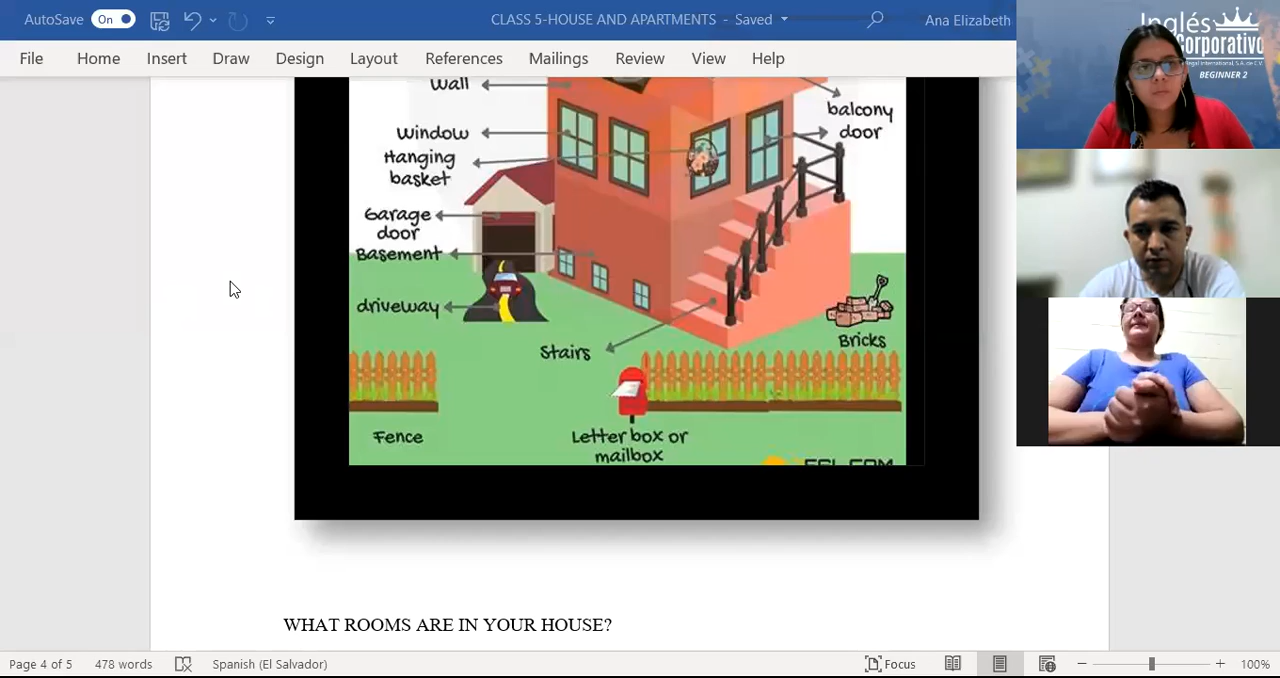 AutoSave On CLASS 5-HOUSE AND APARTMENTS - Saved Ana Elizabeth
File Home Insert Draw Design Layout References Mailings Review View Help
Inglés
Corporativo
BEGINNER 2
Wall
balcony
door
Window
Hanging
basket
Garage
door
Basement
driveway
Stairs
Bricks
Fence
Letter box or
mailbox
WHAT ROOMS ARE IN YOUR HOUSE?
Page 4 of 5 478 words Spanish (El Salvador) Focus 100%